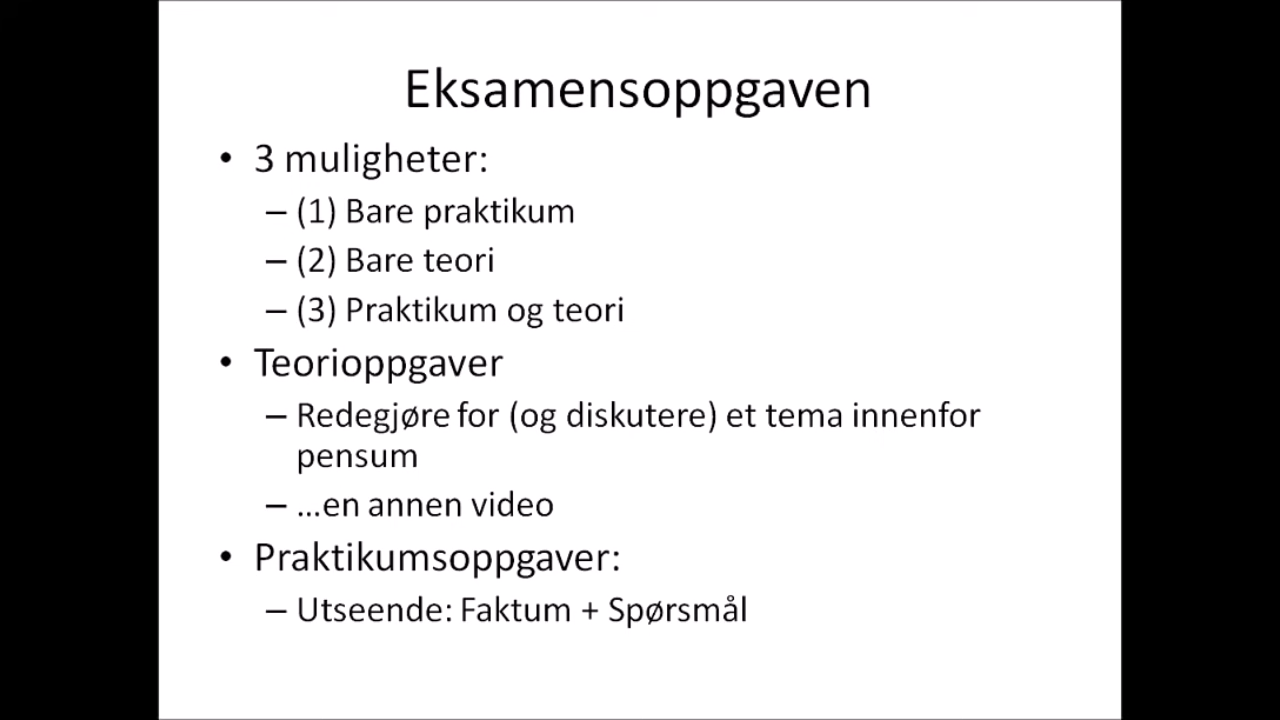 Eksamensoppgaven
• 3 muligheter:
– (1) Bare praktikum
– (2) Bare teori
– (3) Praktikum og teori
• Teorioppgaver
– Redegjøre for (og diskutere) et tema innenfor
pensum
– ...en annen video
• Praktikumsoppgaver:
– Utseende: Faktum + Spørsmål